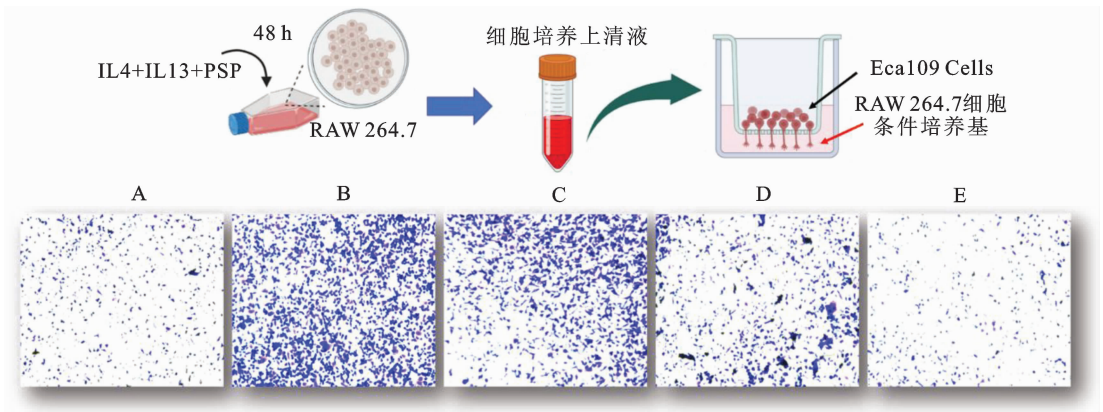 48 h
IL4+IL13+PSP
RAW 264.7
细胞培养上清液
Eca109 Cells
RAW 264.7细胞
条件培养基
A
B
C
D
E